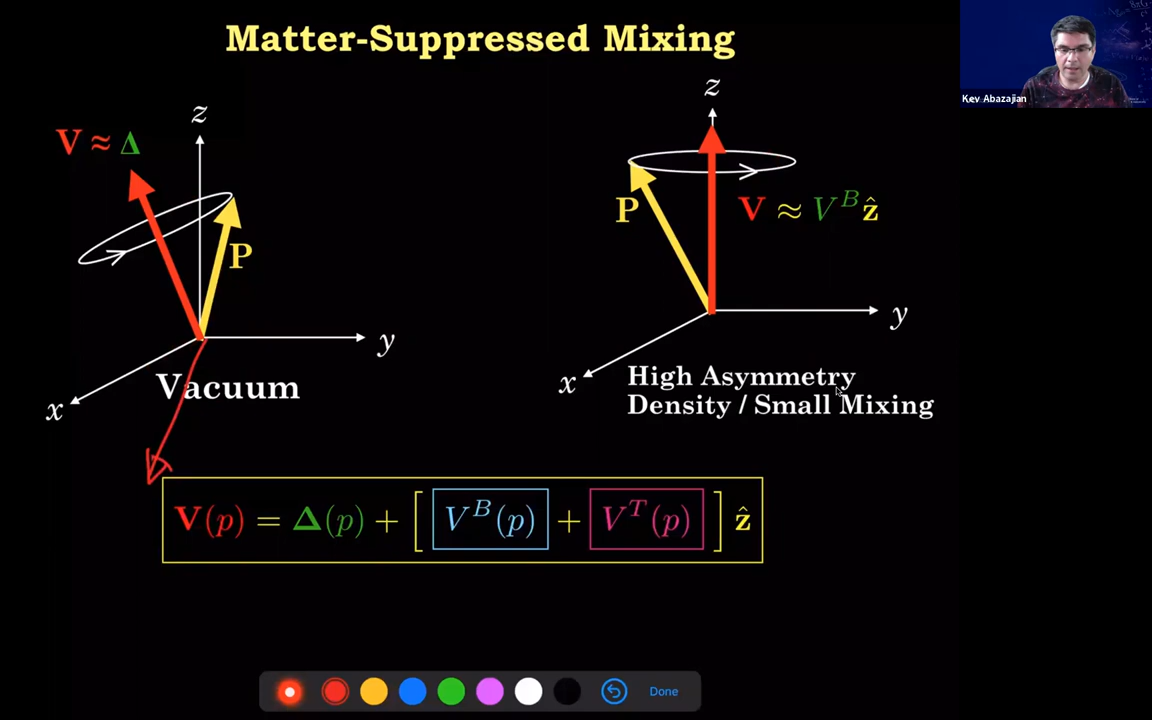 Matter-Suppressed Mixing
Kev Abazajian
z
V ≈ Δ
P
y
x
Vacuum
z
P
V ≈ V^B ẑ
y
x
High Asymmetry
Density / Small Mixing
V(p) = Δ(p) + [ V^B(p) + V^T(p) ] ẑ
Done